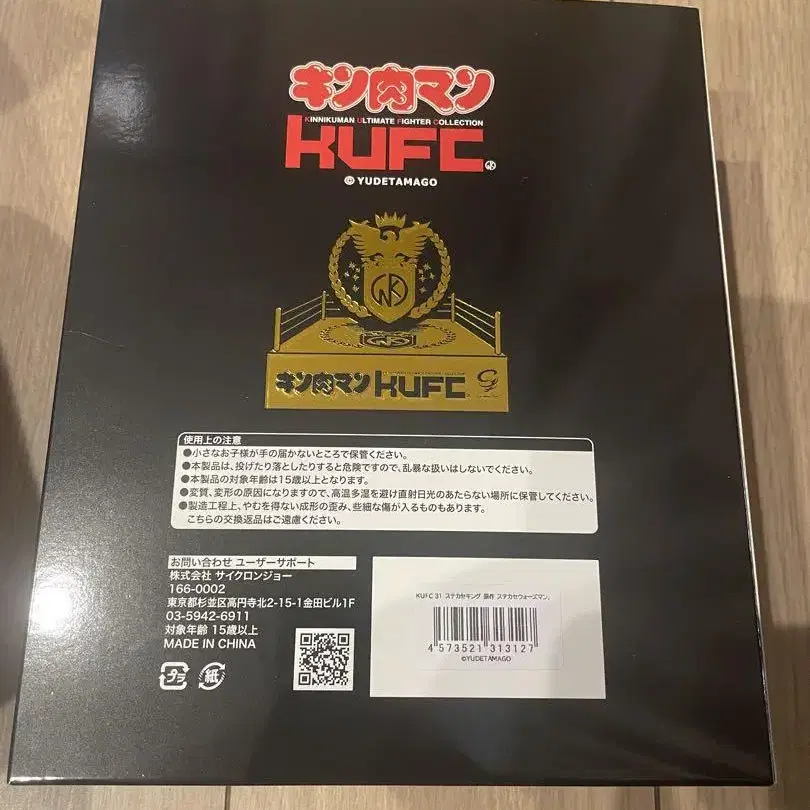 キン肉マン
KINNIKUMAN ULTIMATE FIGHTER COLLECTION
KUFC
©YUDETAMAGO
キン肉マン KUFC
使用上の注意
●小さなお子様が手の届かないところで保管ください。
●本製品は、投げたり落としたりすると危険ですので、乱暴な扱いはしないでください。
●本製品の対象年齢は15歳以上となります。
●変質、変形の原因になりますので、高温多湿を避け直射日光のあたらない場所に保管してください。
●製造工程上、やむを得ない成形の歪み、些細な傷が入るものもあります。
こちらの交換返品はご遠慮ください。
お問い合わせ ユーザーサポート
株式会社 サイクロンジョー
166-0002
東京都杉並区高円寺北2-15-1金田ビル1F
03-5942-6911
対象年齢 15歳以上
MADE IN CHINA
プラ
紙
KUFC 31 ステカセキング 原作 ステカセウォーズマン。
4 573521 313127
©YUDETAMAGO